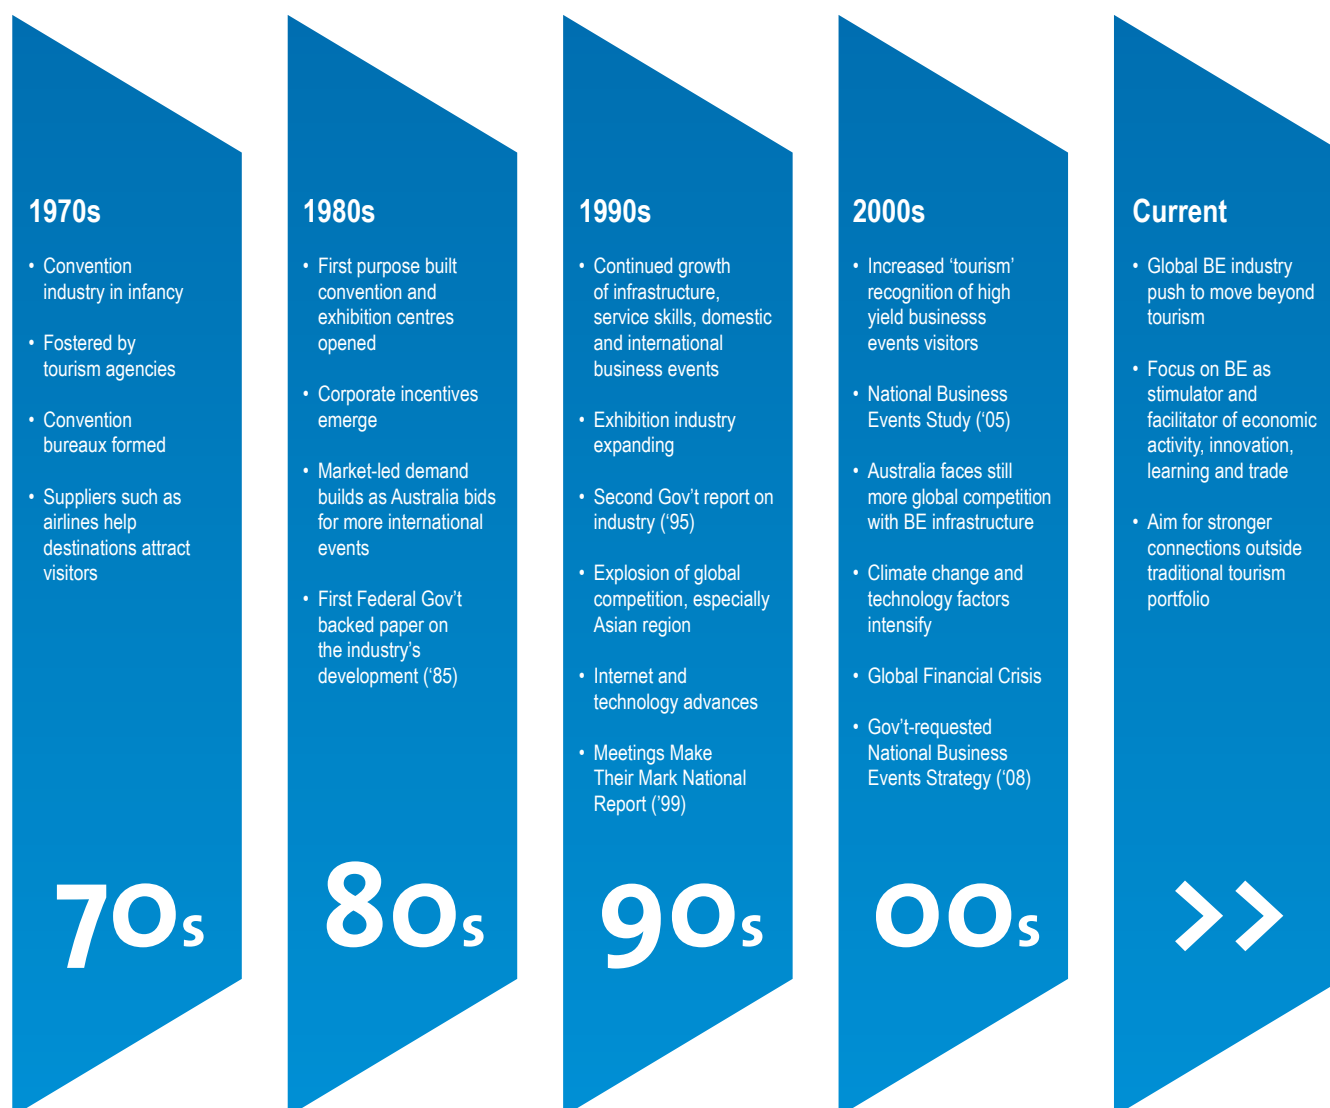 1970s
• Convention
industry in infancy
• Fostered by
tourism agencies
• Convention
bureaux formed
• Suppliers such as
airlines help
destinations attract
visitors
70s
1980s
• First purpose built
convention and
exhibition centres
opened
• Corporate incentives
emerge
• Market-led demand
builds as Australia bids
for more international
events
• First Federal Gov’t
backed paper on
the industry’s
development (‘85)
80s
1990s
• Continued growth
of infrastructure,
service skills, domestic
and international
business events
• Exhibition industry
expanding
• Second Gov’t report on
industry (‘95)
• Explosion of global
competition, especially
Asian region
• Internet and
technology advances
• Meetings Make
Their Mark National
Report (’99)
90s
2000s
• Increased ‘tourism’
recognition of high
yield businesss
events visitors
• National Business
Events Study (‘05)
• Australia faces still
more global competition
with BE infrastructure
• Climate change and
technology factors
intensify
• Global Financial Crisis
• Gov’t-requested
National Business
Events Strategy (‘08)
00s
Current
• Global BE industry
push to move beyond
tourism
• Focus on BE as
stimulator and
facilitator of economic
activity, innovation,
learning and trade
• Aim for stronger
connections outside
traditional tourism
portfolio
>>